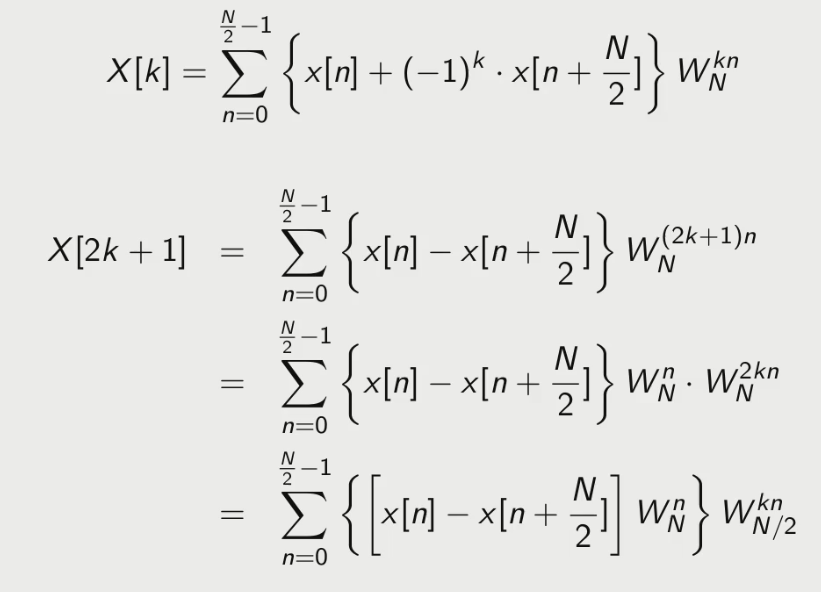 X[k] = \sum_{n=0}^{\frac{N}{2}-1} \left\{ x[n] + (-1)^k \cdot x[n + \frac{N}{2}] \right\} W_N^{kn}
X[2k + 1] = \sum_{n=0}^{\frac{N}{2}-1} \left\{ x[n] - x[n + \frac{N}{2}] \right\} W_N^{(2k+1)n}
= \sum_{n=0}^{\frac{N}{2}-1} \left\{ x[n] - x[n + \frac{N}{2}] \right\} W_N^n \cdot W_N^{2kn}
= \sum_{n=0}^{\frac{N}{2}-1} \left\{ \left[ x[n] - x[n + \frac{N}{2}] \right] W_N^n \right\} W_{N/2}^{kn}